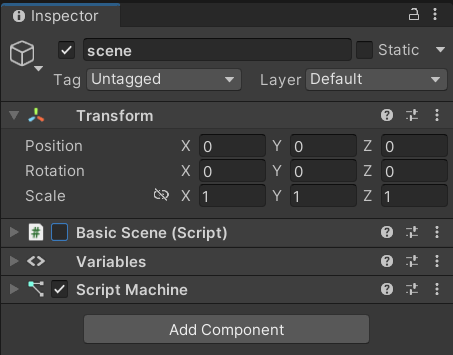 Inspector
scene Static
Tag Untagged Layer Default
Transform
Position X 0 Y 0 Z 0
Rotation X 0 Y 0 Z 0
Scale X 1 Y 1 Z 1
# Basic Scene (Script)
<> Variables
Script Machine
Add Component